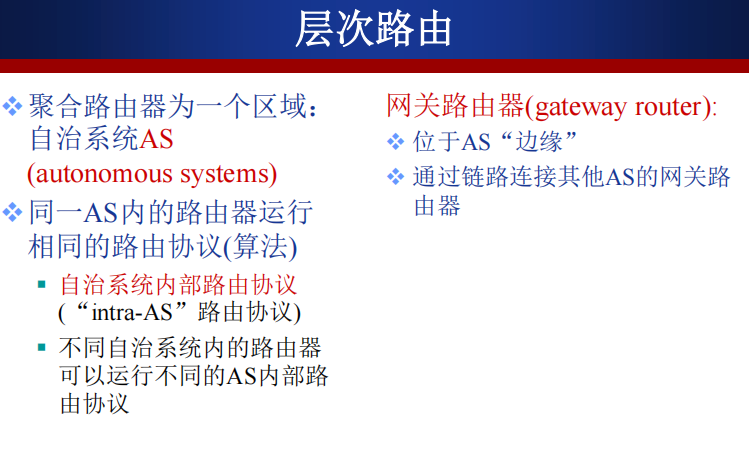 层次路由
聚合路由器为一个区域：
自治系统AS
(autonomous systems)
同一AS内的路由器运行
相同的路由协议(算法)
自治系统内部路由协议
(“intra-AS”路由协议)
不同自治系统内的路由器
可以运行不同的AS内部路
由协议
网关路由器(gateway router):
位于AS“边缘”
通过链路连接其他AS的网关路
由器